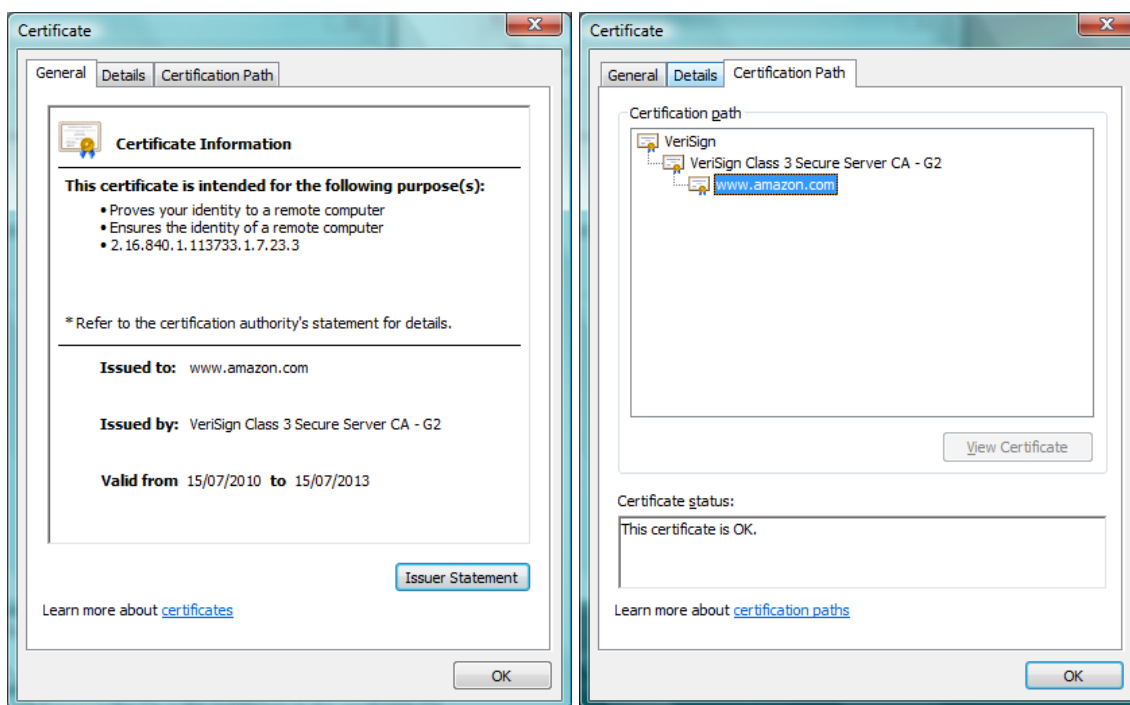 Certificate
General Details Certification Path
Certificate Information
This certificate is intended for the following purpose(s):
• Proves your identity to a remote computer
• Ensures the identity of a remote computer
• 2.16.840.1.113733.1.7.23.3
* Refer to the certification authority's statement for details.
Issued to: www.amazon.com
Issued by: VeriSign Class 3 Secure Server CA - G2
Valid from 15/07/2010 to 15/07/2013
Issuer Statement
Learn more about certificates
OK
Certificate
General Details Certification Path
Certification path
VeriSign
VeriSign Class 3 Secure Server CA - G2
www.amazon.com
View Certificate
Certificate status:
This certificate is OK.
Learn more about certification paths
OK